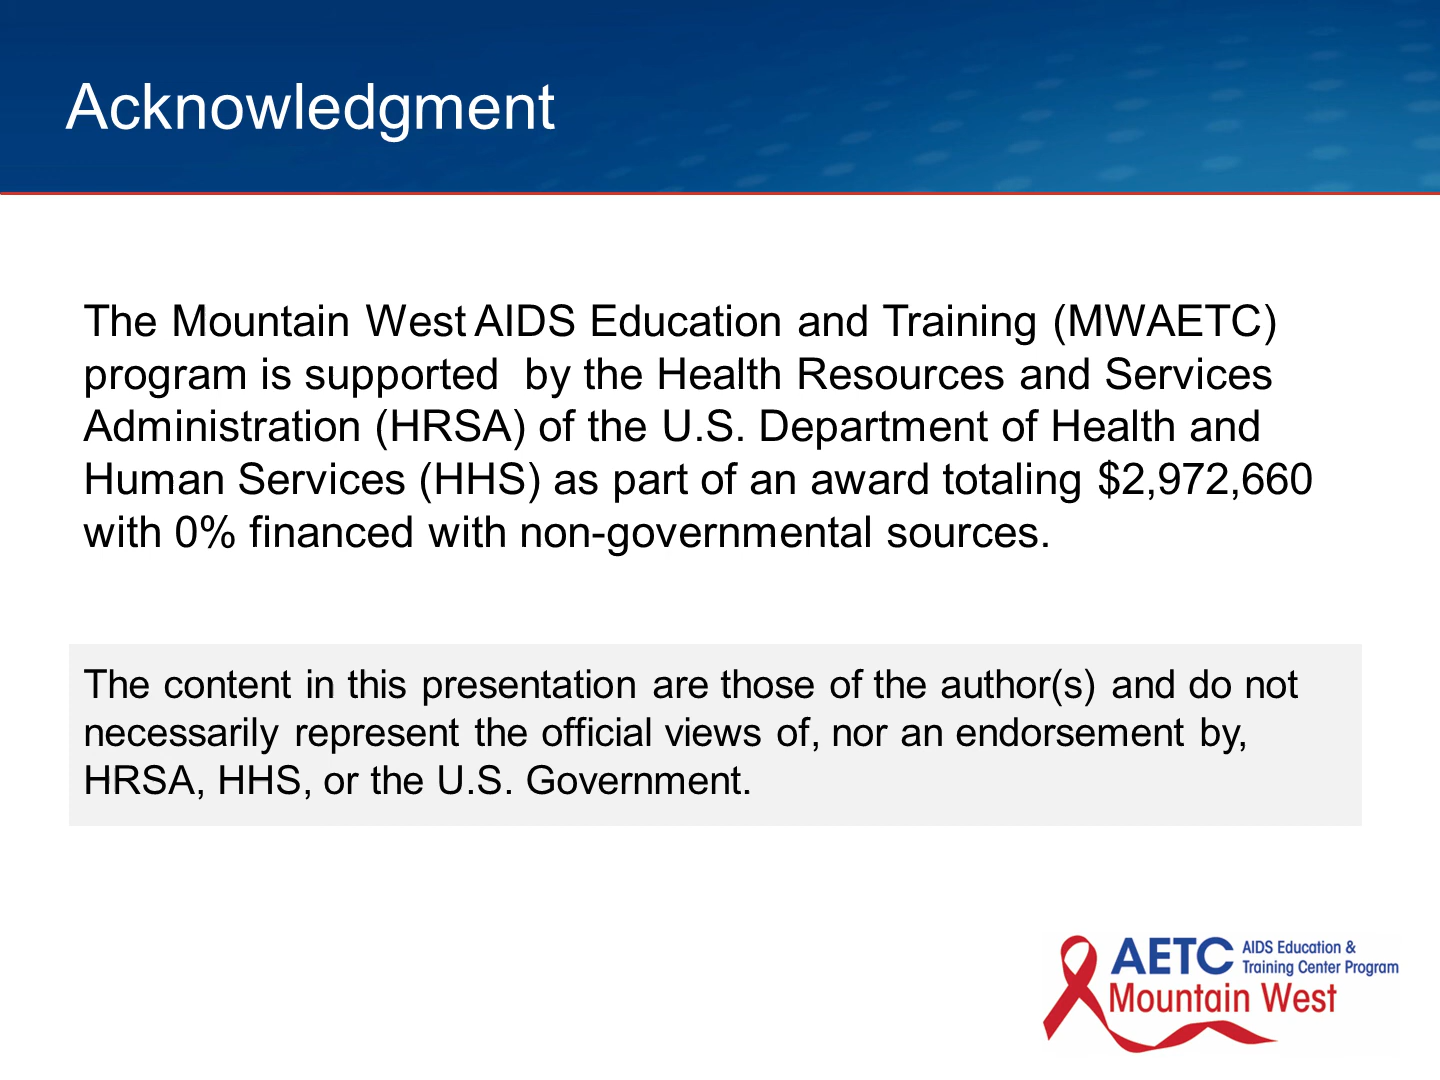 Acknowledgment
The Mountain West AIDS Education and Training (MWAETC)
program is supported  by the Health Resources and Services
Administration (HRSA) of the U.S. Department of Health and
Human Services (HHS) as part of an award totaling $2,972,660
with 0% financed with non-governmental sources.
The content in this presentation are those of the author(s) and do not
necessarily represent the official views of, nor an endorsement by,
HRSA, HHS, or the U.S. Government.
AETC AIDS Education &
Training Center Program
Mountain West